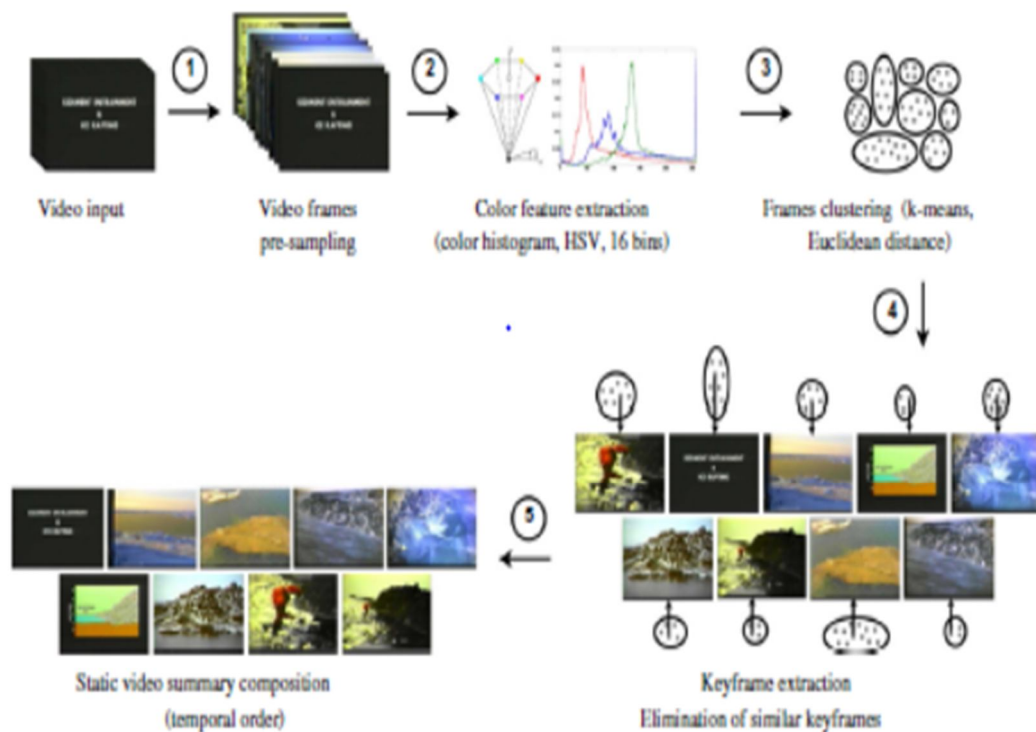 1
2
3
Video input
Video frames
pre-sampling
Color feature extraction
(color histogram, HSV, 16 bins)
Frames clustering (k-means,
Euclidean distance)
4
5
Static video summary composition
(temporal order)
Keyframe extraction
Elimination of similar keyframes